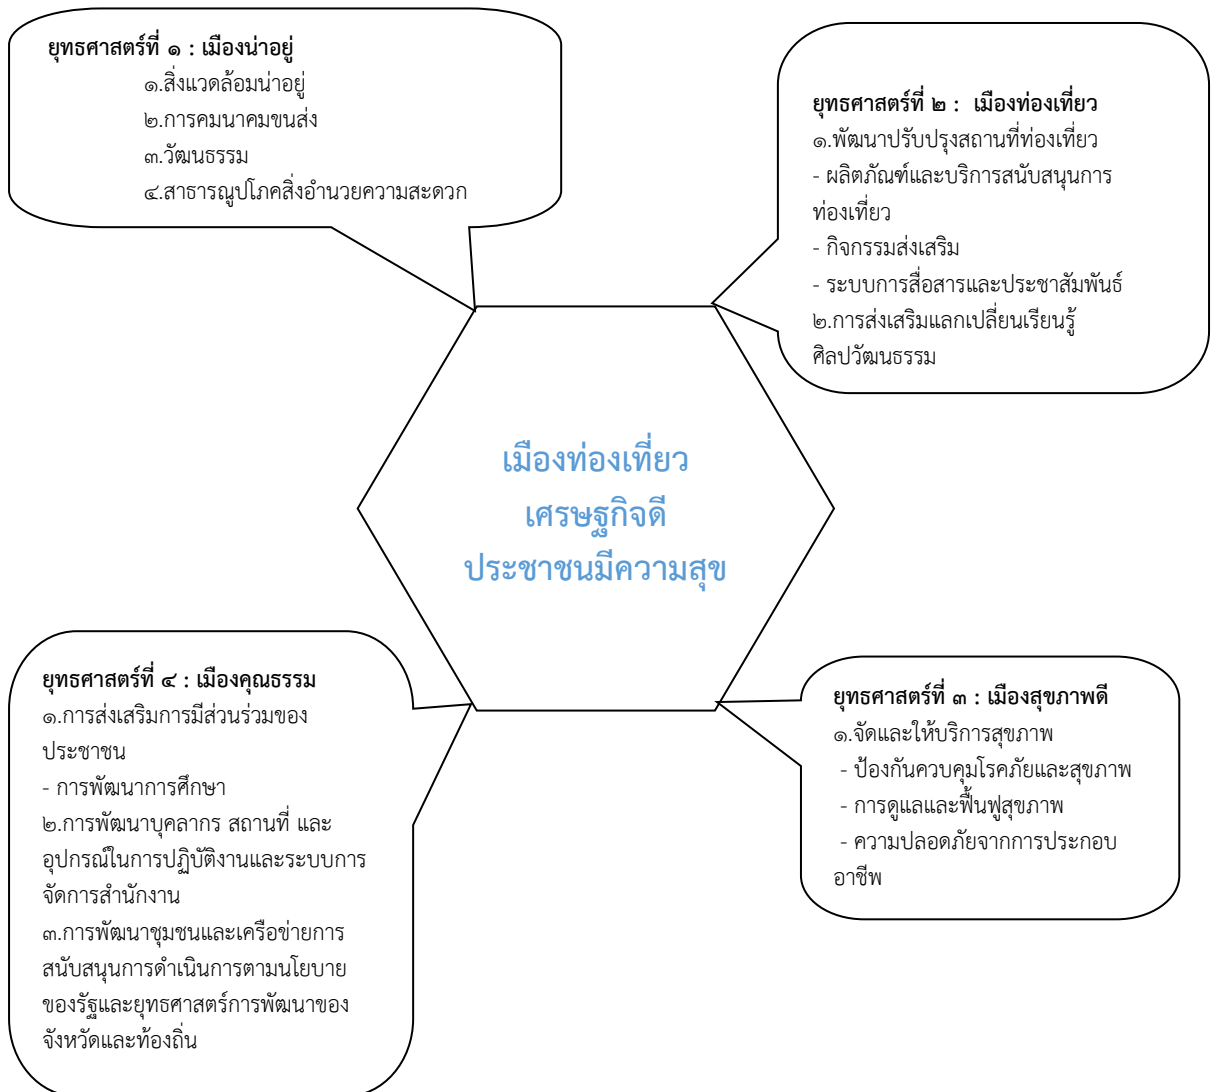 ยุทธศาสตร์ที่ ๑ : เมืองน่าอยู่
๑.สิ่งแวดล้อมน่าอยู่
๒.การคมนาคมขนส่ง
๓.วัฒนธรรม
๔.สาธารณูปโภคสิ่งอำนวยความสะดวก
ยุทธศาสตร์ที่ ๒ : เมืองท่องเที่ยว
๑.พัฒนาปรับปรุงสถานที่ท่องเที่ยว
- ผลิตภัณฑ์และบริการสนับสนุนการ
ท่องเที่ยว
- กิจกรรมส่งเสริม
- ระบบการสื่อสารและประชาสัมพันธ์
๒.การส่งเสริมแลกเปลี่ยนเรียนรู้
ศิลปวัฒนธรรม
เมืองท่องเที่ยว
เศรษฐกิจดี
ประชาชนมีความสุข
ยุทธศาสตร์ที่ ๔ : เมืองคุณธรรม
๑.การส่งเสริมการมีส่วนร่วมของ
ประชาชน
- การพัฒนาการศึกษา
๒.การพัฒนาบุคลากร สถานที่ และ
อุปกรณ์ในการปฏิบัติงานและระบบการ
จัดการสำนักงาน
๓.การพัฒนาชุมชนและเครือข่ายการ
สนับสนุนการดำเนินการตามนโยบาย
ของรัฐและยุทธศาสตร์การพัฒนาของ
จังหวัดและท้องถิ่น
ยุทธศาสตร์ที่ ๓ : เมืองสุขภาพดี
๑.จัดและให้บริการสุขภาพ
- ป้องกันควบคุมโรคภัยและสุขภาพ
- การดูแลและฟื้นฟูสุขภาพ
- ความปลอดภัยจากการประกอบ
อาชีพ